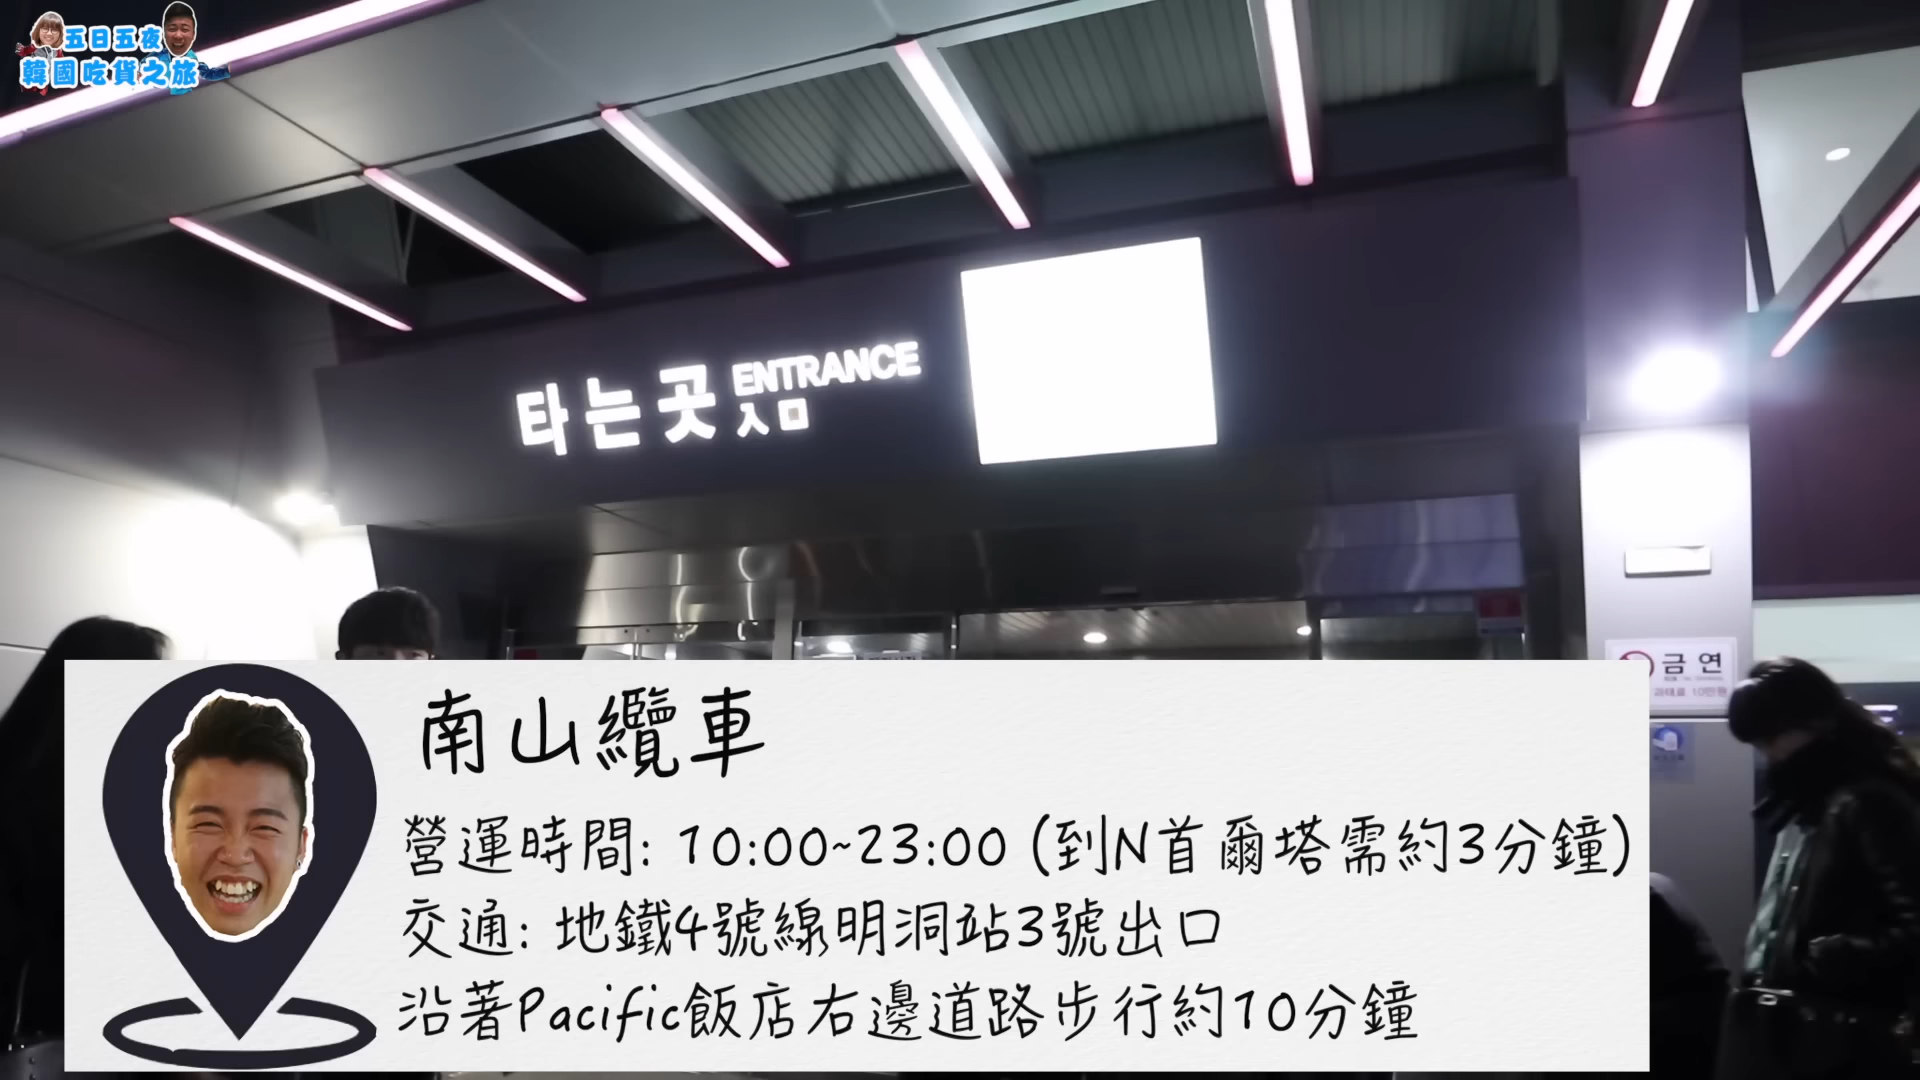 五日五夜
韓國吃貨之旅
타는곳 ENTRANCE
入口
금연
南山纜車
營運時間: 10:00~23:00 (到N首爾塔需約3分鐘)
交通: 地鐵4號線明洞站3號出口
沿著Pacific飯店右邊道路步行約10分鐘